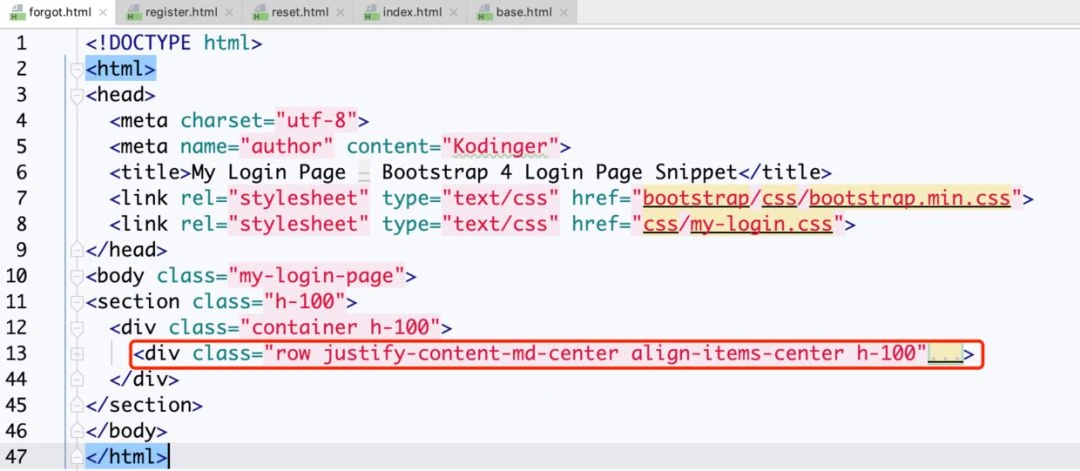 forgot.html × register.html × reset.html × index.html × base.html ×
1 <!DOCTYPE html>
2 <html>
3 <head>
4 <meta charset="utf-8">
5 <meta name="author" content="Kodinger">
6 <title>My Login Page — Bootstrap 4 Login Page Snippet</title>
7 <link rel="stylesheet" type="text/css" href="bootstrap/css/bootstrap.min.css">
8 <link rel="stylesheet" type="text/css" href="css/my-login.css">
9 </head>
10 <body class="my-login-page">
11 <section class="h-100">
12 <div class="container h-100">
13 <div class="row justify-content-md-center align-items-center h-100"...>
44 </div>
45 </section>
46 </body>
47 </html>